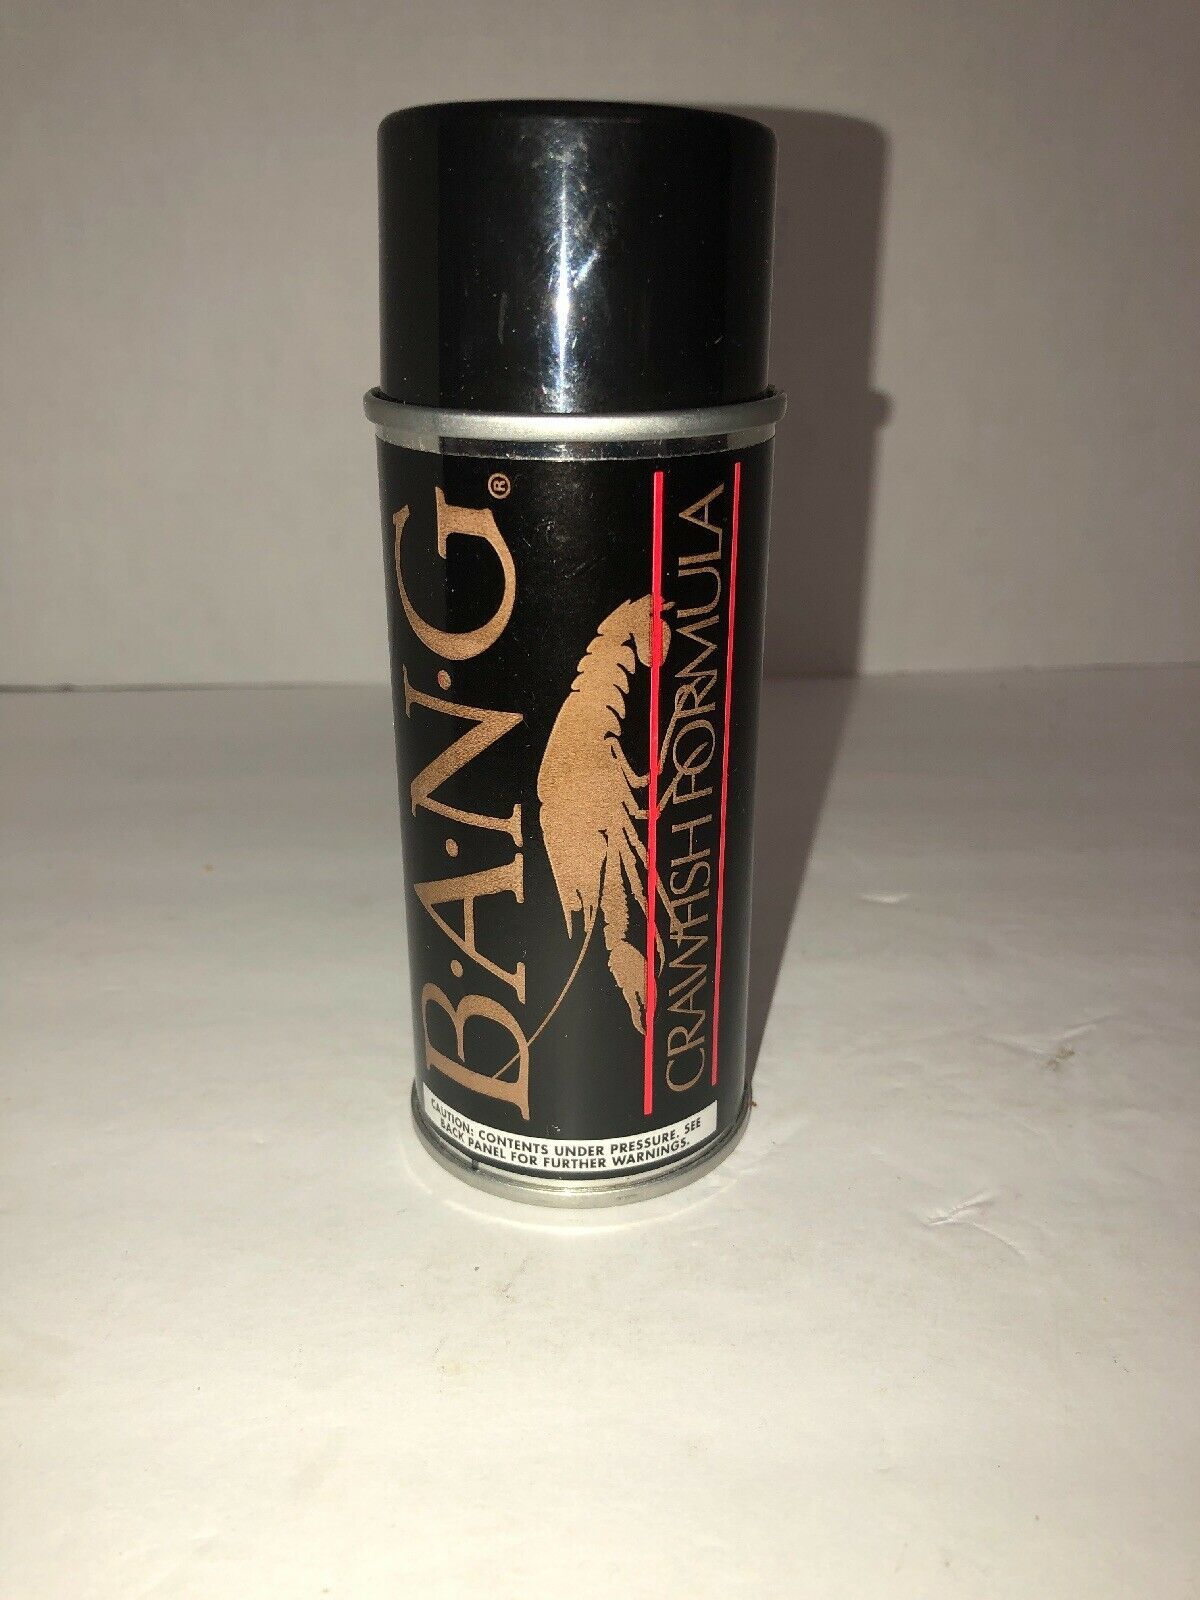 B·A·N·G®
CRAWFISH FORMULA
CAUTION: CONTENTS UNDER PRESSURE. SEE
BACK PANEL FOR FURTHER WARNINGS.